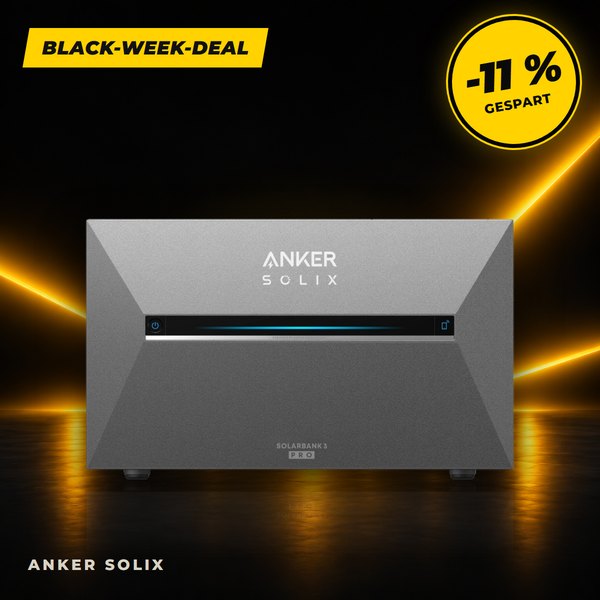 BLACK-WEEK-DEAL
-11 %
GESPART
ANKER
SOLIX
SOLARBANK 3
PRO
ANKER SOLIX